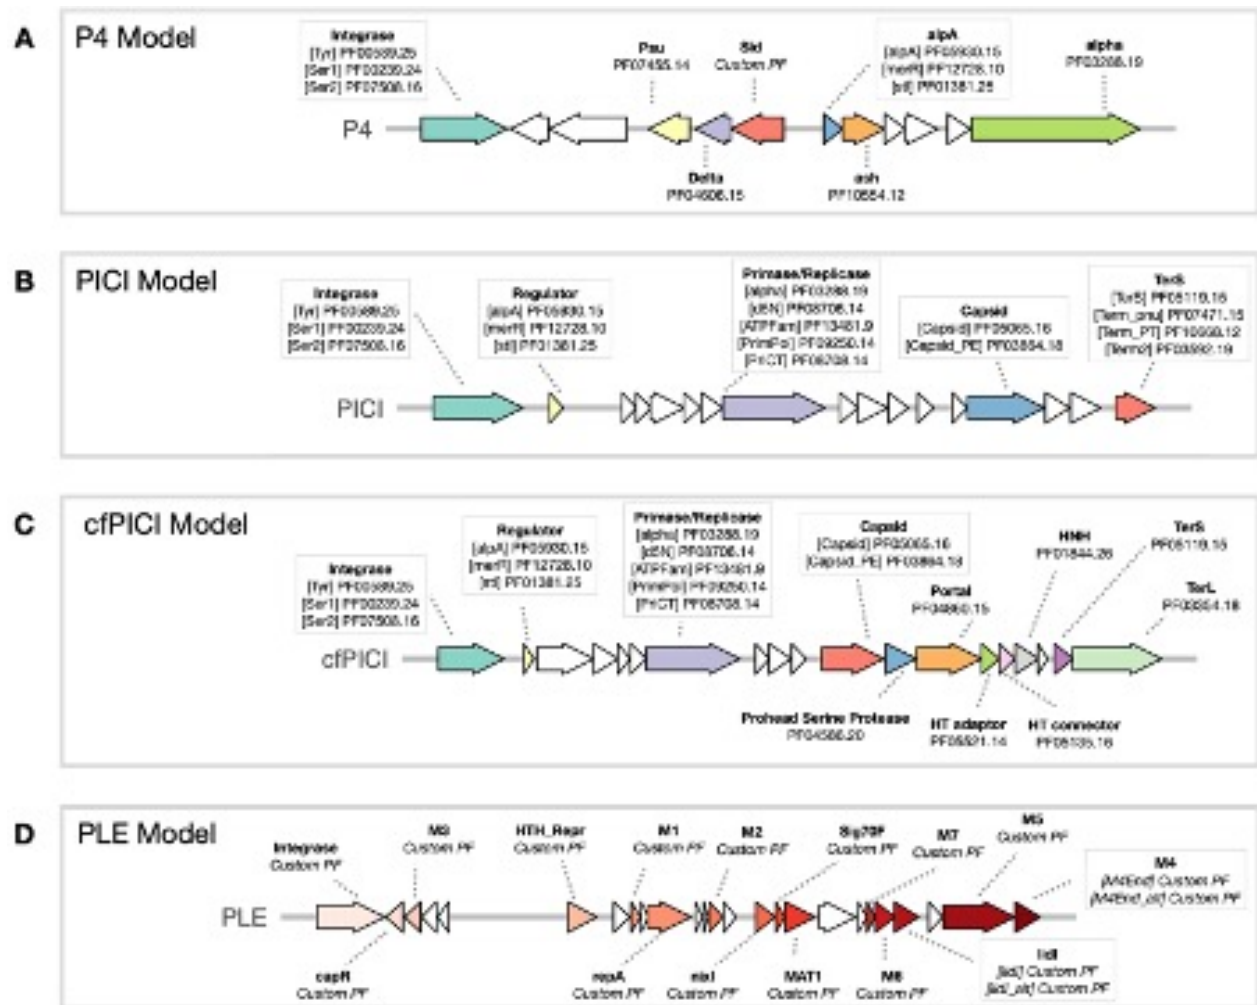 A
P4 Model
Integrase
[Tyr] PF00589.25
[Ser1] PF00239.24
[Ser2] PF07508.16
Psu
PF07455.14
Sid
Custom PF
alpA
[alpA] PF05930.15
[merR] PF12728.10
[stl] PF01381.25
alpha
PF03288.19
P4
Delta
PF04606.15
ash
PF10554.12
B
PICI Model
Integrase
[Tyr] PF00589.25
[Ser1] PF00239.24
[Ser2] PF07508.16
Regulator
[alpA] PF05930.15
[merR] PF12728.10
[stl] PF01381.25
Primase/Replicase
[alpha] PF03288.19
[d5N] PF08706.14
[ATPFam] PF13481.9
[PrimPol] PF09250.14
[PriCT] PF08708.14
Capsid
[Capsid] PF05065.16
[Capsid_PE] PF03864.18
TerS
[TerS] PF05119.15
[Term_pnu] PF07471.15
[Term_PT] PF10668.12
[Term2] PF03592.19
PICI
C
cfPICI Model
Integrase
[Tyr] PF00589.25
[Ser1] PF00239.24
[Ser2] PF07508.16
Regulator
[alpA] PF05930.15
[merR] PF12728.10
[stl] PF01381.25
Primase/Replicase
[alpha] PF03288.19
[d5N] PF08706.14
[ATPFam] PF13481.9
[PrimPol] PF09250.14
[PriCT] PF08708.14
Capsid
[Capsid] PF05065.16
[Capsid_PE] PF03864.18
Portal
PF04860.15
HNH
PF01844.26
TerS
PF05119.15
TerL
PF03354.18
cfPICI
Prohead Serine Protease
PF04586.20
HT adaptor
PF05521.14
HT connector
PF05135.16
D
PLE Model
Integrase
Custom PF
M3
Custom PF
HTH_Repr
Custom PF
M1
Custom PF
M2
Custom PF
Sig70F
Custom PF
M7
Custom PF
M5
Custom PF
M4
[M4End] Custom PF
[M4End_alt] Custom PF
PLE
capR
Custom PF
repA
Custom PF
nixI
Custom PF
MAT1
Custom PF
M6
Custom PF
lidI
[lidI] Custom PF
[lidI_alt] Custom PF